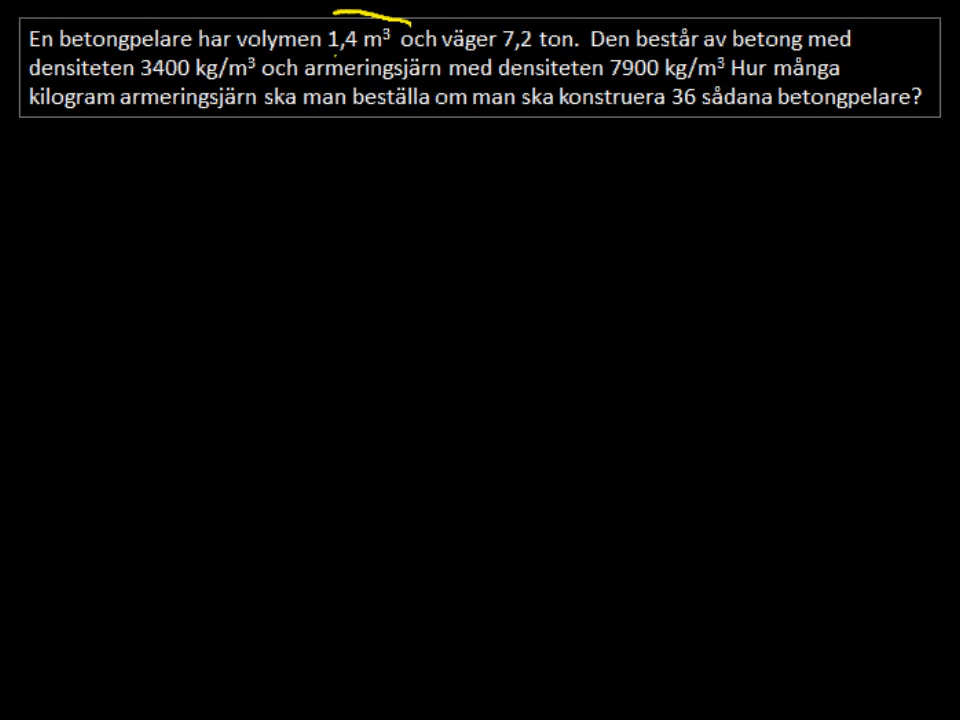 En betongpelare har volymen 1,4 m³ och väger 7,2 ton. Den består av betong med
densiteten 3400 kg/m³ och armeringsjärn med densiteten 7900 kg/m³ Hur många
kilogram armeringsjärn ska man beställa om man ska konstruera 36 sådana betongpelare?